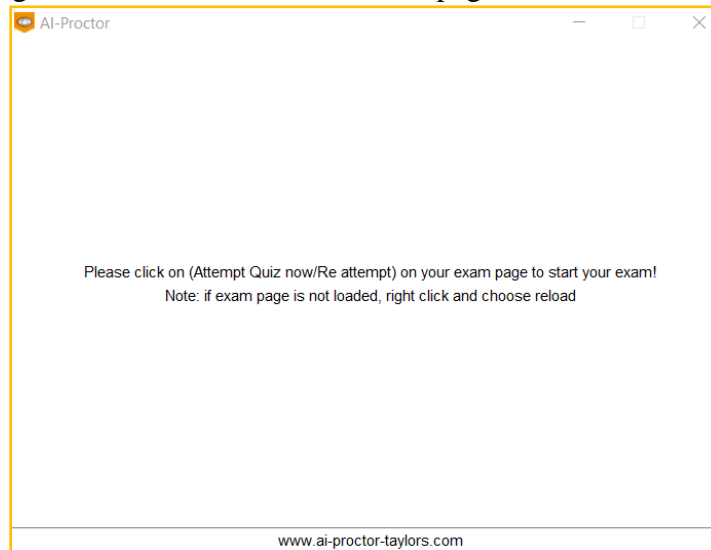 AI-Proctor
Please click on (Attempt Quiz now/Re attempt) on your exam page to start your exam!
Note: if exam page is not loaded, right click and choose reload
www.ai-proctor-taylors.com